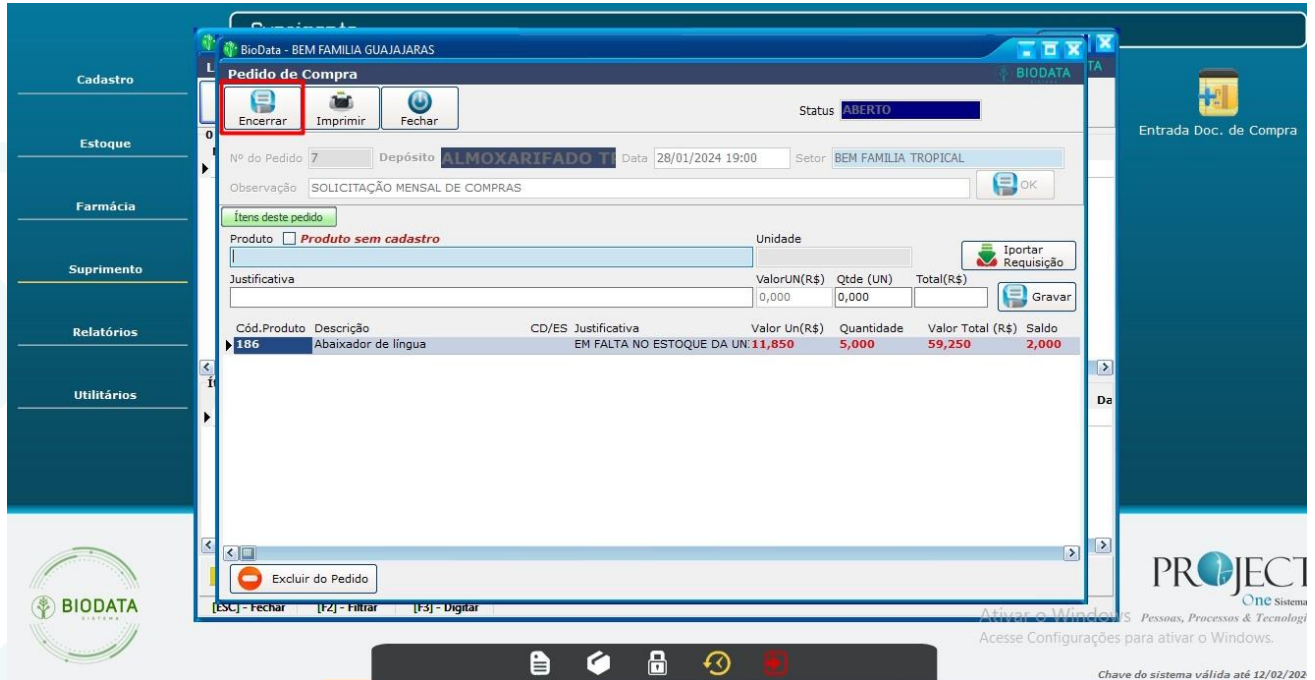 BioData - BEM FAMILIA GUAJAJARAS
Pedido de Compra
BIODATA
TA
Encerrar
Imprimir
Fechar
Status ABERTO
Nº do Pedido 7 Depósito ALMOXARIFADO Data 28/01/2024 19:00 Setor BEM FAMILIA TROPICAL
Observação SOLICITAÇÃO MENSAL DE COMPRAS
OK
Ítens deste pedido
Produto Produto sem cadastro Unidade
Iportar
Requisição
Justificativa ValorUN(R$) Qtde (UN) Total(R$)
0,000 0,000
Gravar
Cód.Produto Descrição CD/ES Justificativa Valor Un(R$) Quantidade Valor Total (R$) Saldo
186 Abaixador de língua EM FALTA NO ESTOQUE DA UN: 11,850 5,000 59,250 2,000
Da
Excluir do Pedido
[ESC] - Fechar [F2] - Filtrar [F3] - Digitar
Cadastro
Estoque
Farmácia
Suprimento
Relatórios
Utilitários
Entrada Doc. de Compra
BIODATA
SISTEMA
PROJECT
One Sistema
Pessoas, Processos & Tecnologi
Ativar o Windows
Acesse Configurações para ativar o Windows.
Chave do sistema válida até 12/02/202